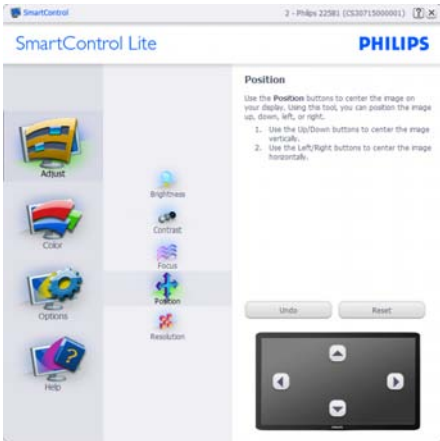 SmartControl
2 - Philips 225B1 (CS30715000001)
SmartControl Lite
PHILIPS
Adjust
Color
Options
Help
Brightness
Contrast
Focus
Position
Resolution
Position
Use the Position buttons to center the image on
your display. Using this tool, you can position the image
up, down, left, or right.
1. Use the Up/Down buttons to center the image
vertically.
2. Use the Left/Right buttons to center the image
horizontally.
Undo
Reset